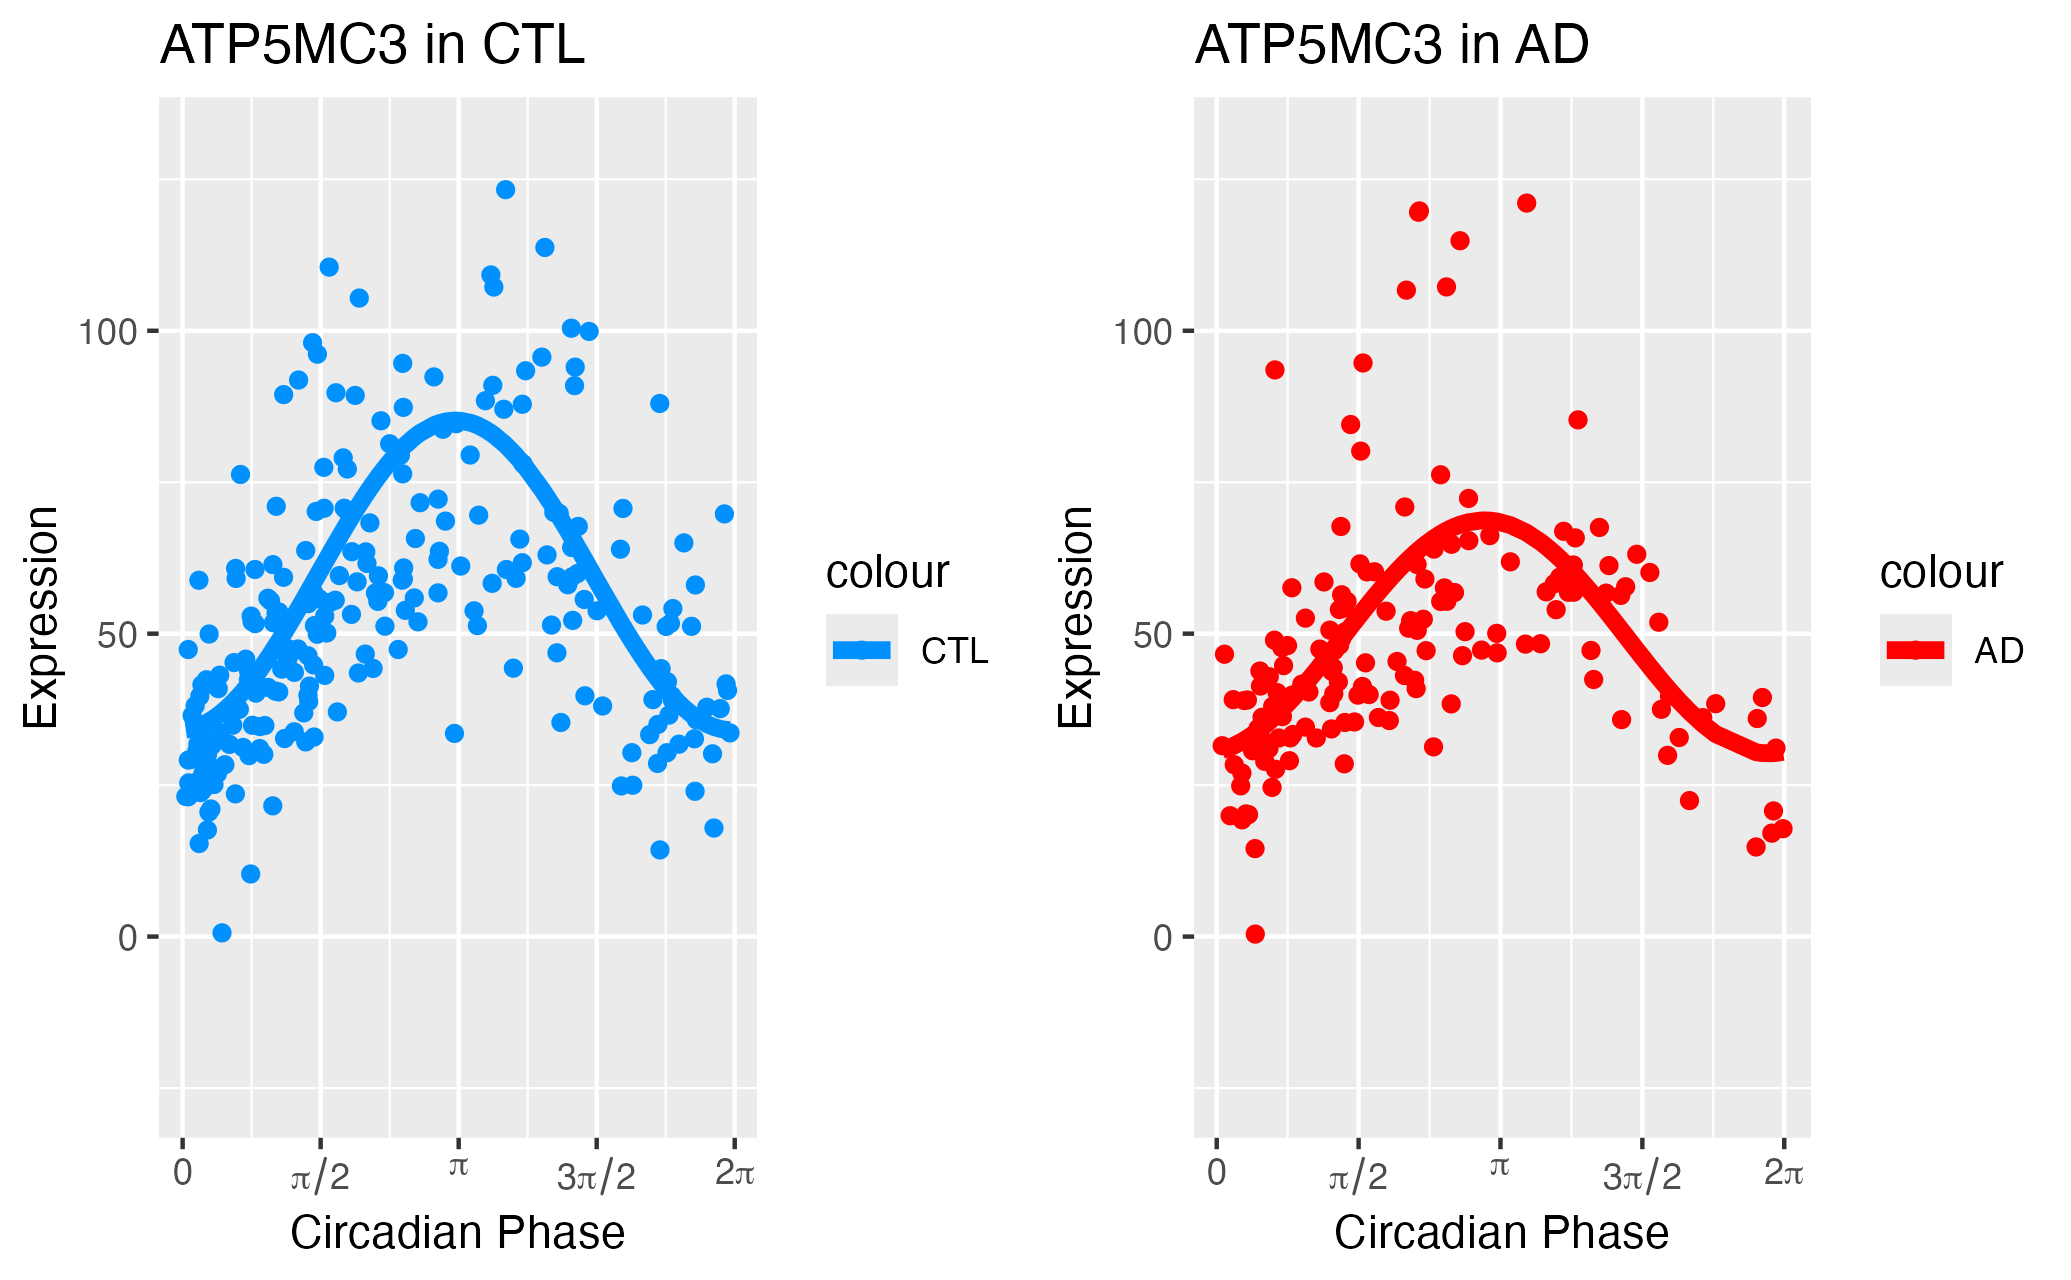 ATP5MC3 in CTL
Expression
100
50
0
0
π/2
π
3π/2
2π
Circadian Phase
colour
CTL
ATP5MC3 in AD
Expression
100
50
0
0
π/2
π
3π/2
2π
Circadian Phase
colour
AD